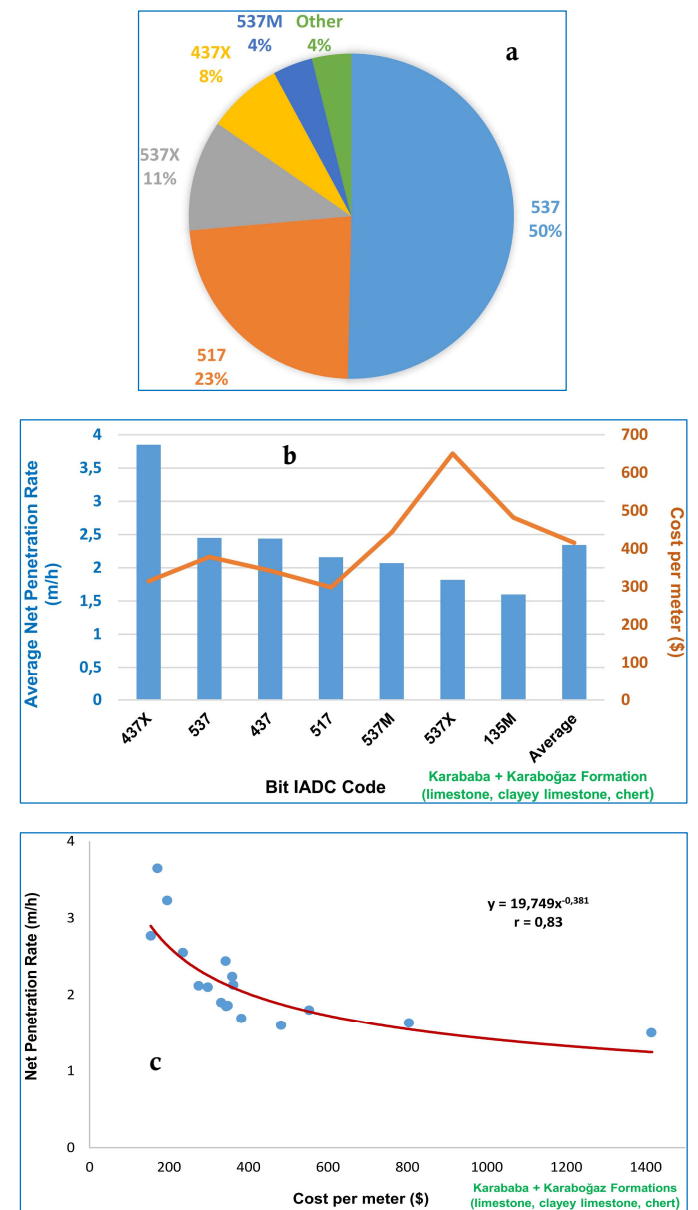 537M
4%
Other
4%
a
437X
8%
537X
11%
537
50%
517
23%
b
Average Net Penetration Rate
(m/h)
4
3,5
3
2,5
2
1,5
1
0,5
0
700
600
500
400
300
200
100
0
Cost per meter ($)
437X
537
437
517
537M
537X
135M
Average
Bit IADC Code
Karababa + Karaboğaz Formation
(limestone, clayey limestone, chert)
Net Penetration Rate (m/h)
4
3
2
1
0
y = 19,749x-0,381
r = 0,83
c
0
200
400
600
800
1000
1200
1400
Cost per meter ($)
Karababa + Karaboğaz Formations
(limestone, clayey limestone, chert)